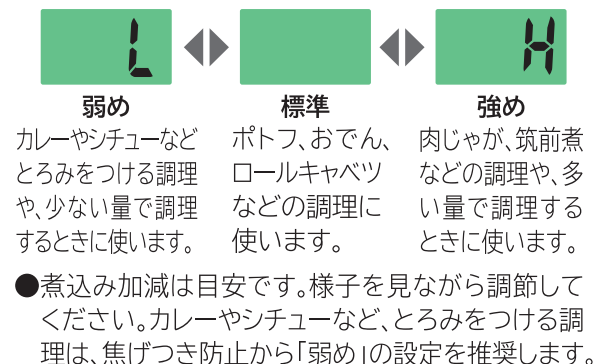 L H
弱め 標準 強め
カレーやシチューなど
とろみをつける調理
や、少ない量で調理
するときに使います。
ポトフ、おでん、
ロールキャベツ
などの調理に
使います。
肉じゃが、筑前煮
などの調理や、多
い量で調理する
ときに使います。
●煮込み加減は目安です。様子を見ながら調節して
ください。カレーやシチューなど、とろみをつける調
理は、焦げつき防止から「弱め」の設定を推奨します。